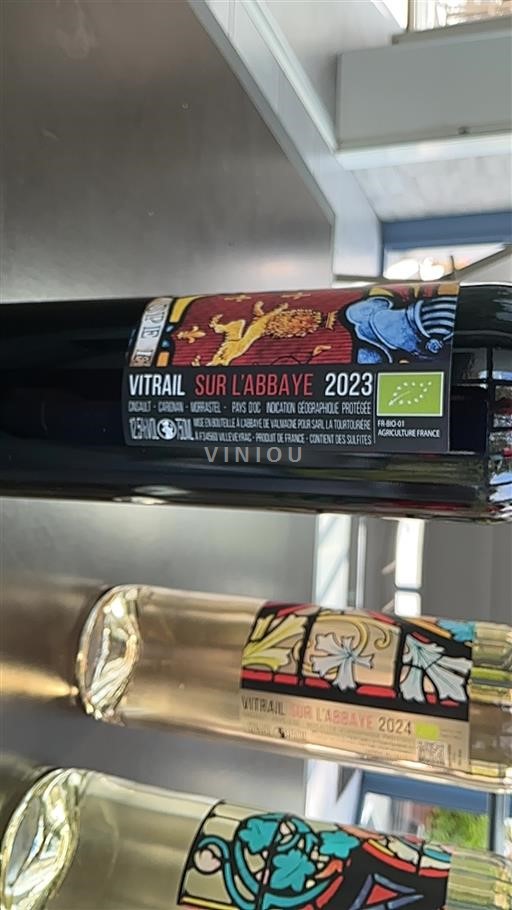 VITRAIL SUR L'ABBAYE 2023
CINSAULT - CARIGNAN - MORRASTEL - PAYS D'OC INDICATION GÉOGRAPHIQUE PROTÉGÉE
MISE EN BOUTEILLE À L'ABBAYE DE VALMAGNE POUR SARL LA TOURTOURIÈRE
À F34560 VILLEVEYRAC - PRODUIT DE FRANCE - CONTIENT DES SULFITES
FR-BIO-01
AGRICULTURE FRANCE
VINIOU
VITRAIL SUR L'ABBAYE 2024